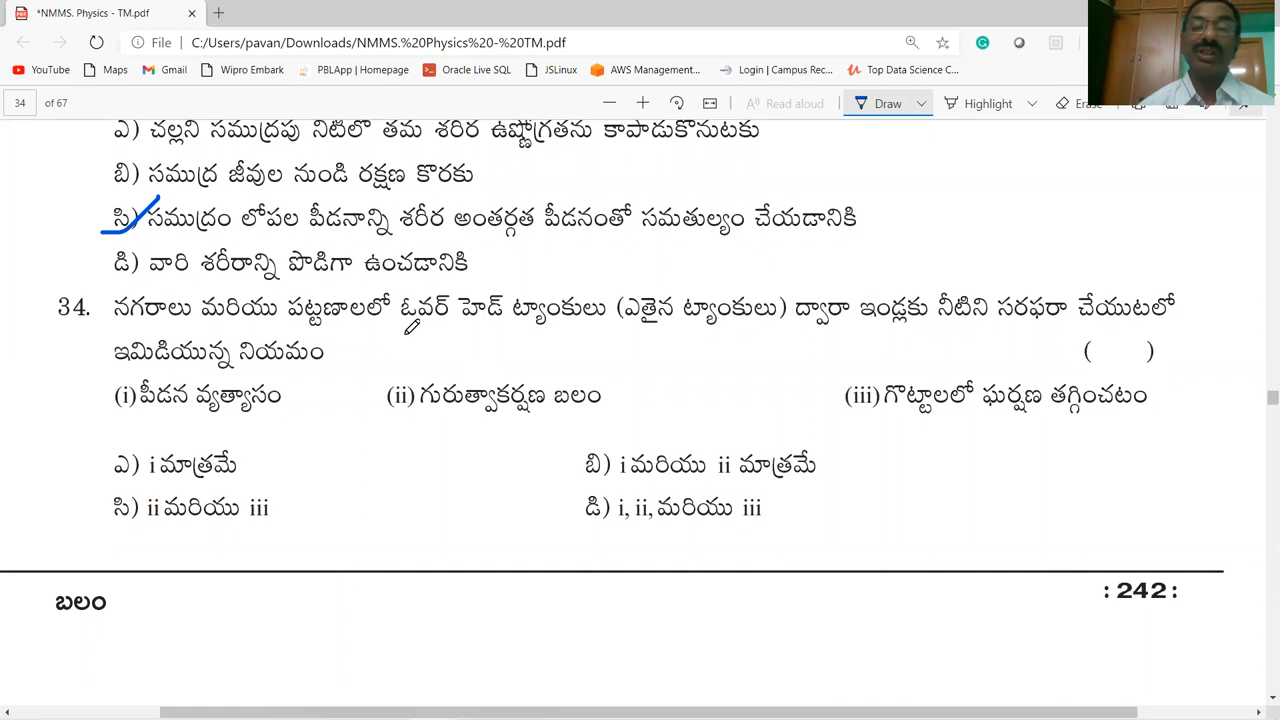 *NMMS. Physics - TM.pdf
File C:/Users/pavan/Downloads/NMMS.%20Physics%20-%20TM.pdf
YouTube Maps Gmail Wipro Embark PBLApp | Homepage Oracle Live SQL JSLinux AWS Management... Login | Campus Rec... Top Data Science C...
34 of 67 Read aloud Draw Highlight Erase
ఎ) చల్లని సముద్రపు నీటిలో తమ శరీర ఉష్ణోగ్రతను కాపాడుకొనుటకు
బి) సముద్ర జీవుల నుండి రక్షణ కొరకు
సి) సముద్రం లోపల పీడనాన్ని శరీర అంతర్గత పీడనంతో సమతుల్యం చేయడానికి
డి) వారి శరీరాన్ని పొడిగా ఉంచడానికి
34. నగరాలు మరియు పట్టణాలలో ఓవర్ హెడ్ ట్యాంకులు (ఎతైన ట్యాంకులు) ద్వారా ఇండ్లకు నీటిని సరఫరా చేయుటలో
ఇమిడియున్న నియమం ( )
(i) పీడన వ్యత్యాసం (ii) గురుత్వాకర్షణ బలం (iii) గొట్టాలలో ఘర్షణ తగ్గించటం
ఎ) i మాత్రమే బి) i మరియు ii మాత్రమే
సి) ii మరియు iii డి) i, ii, మరియు iii
బలం : 242 :